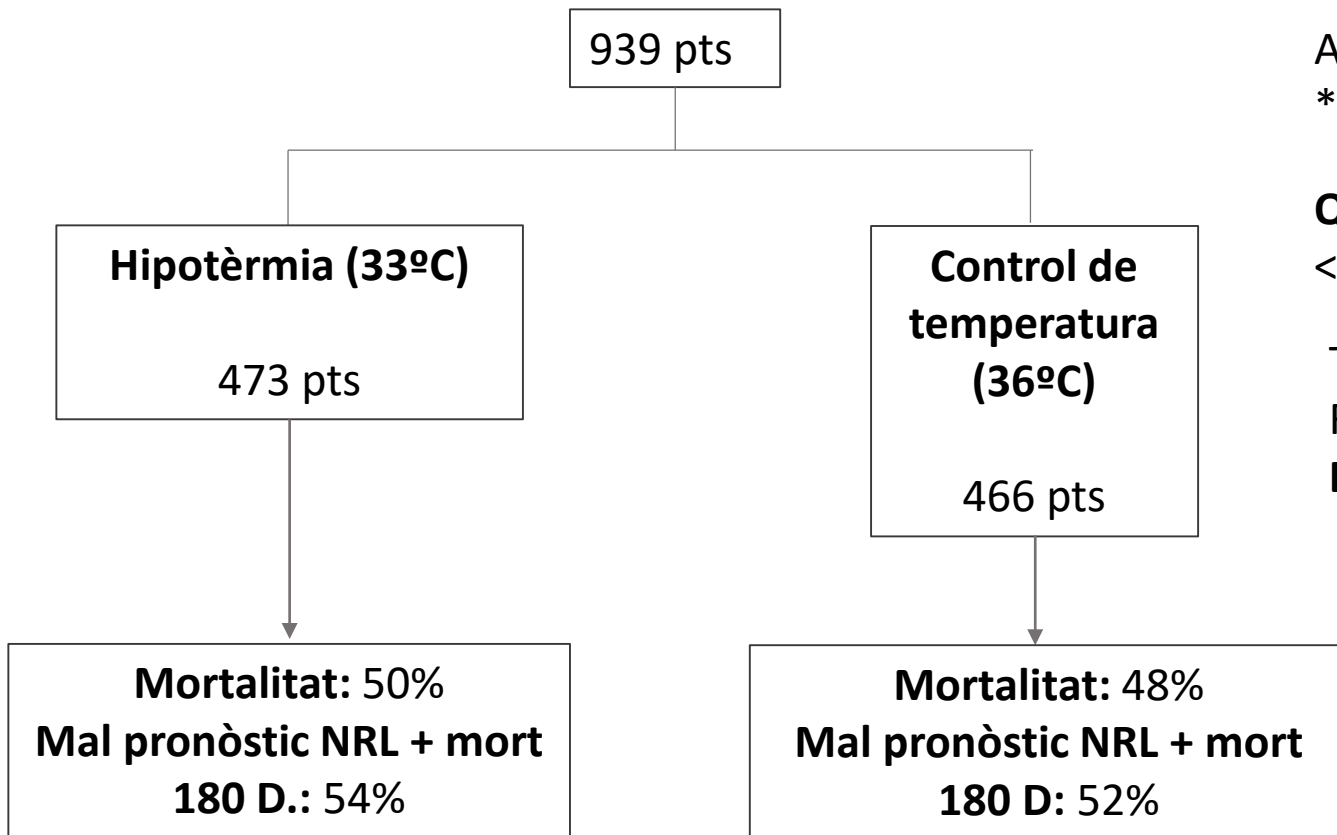 939 pts
Hipotèrmia (33ºC)
473 pts
Control de
temperatura
(36ºC)
466 pts
Mortalitat: 50%
Mal pronòstic NRL + mort
180 D.: 54%
Mortalitat: 48%
Mal pronòstic NRL + mort
180 D: 52%
A
*
<